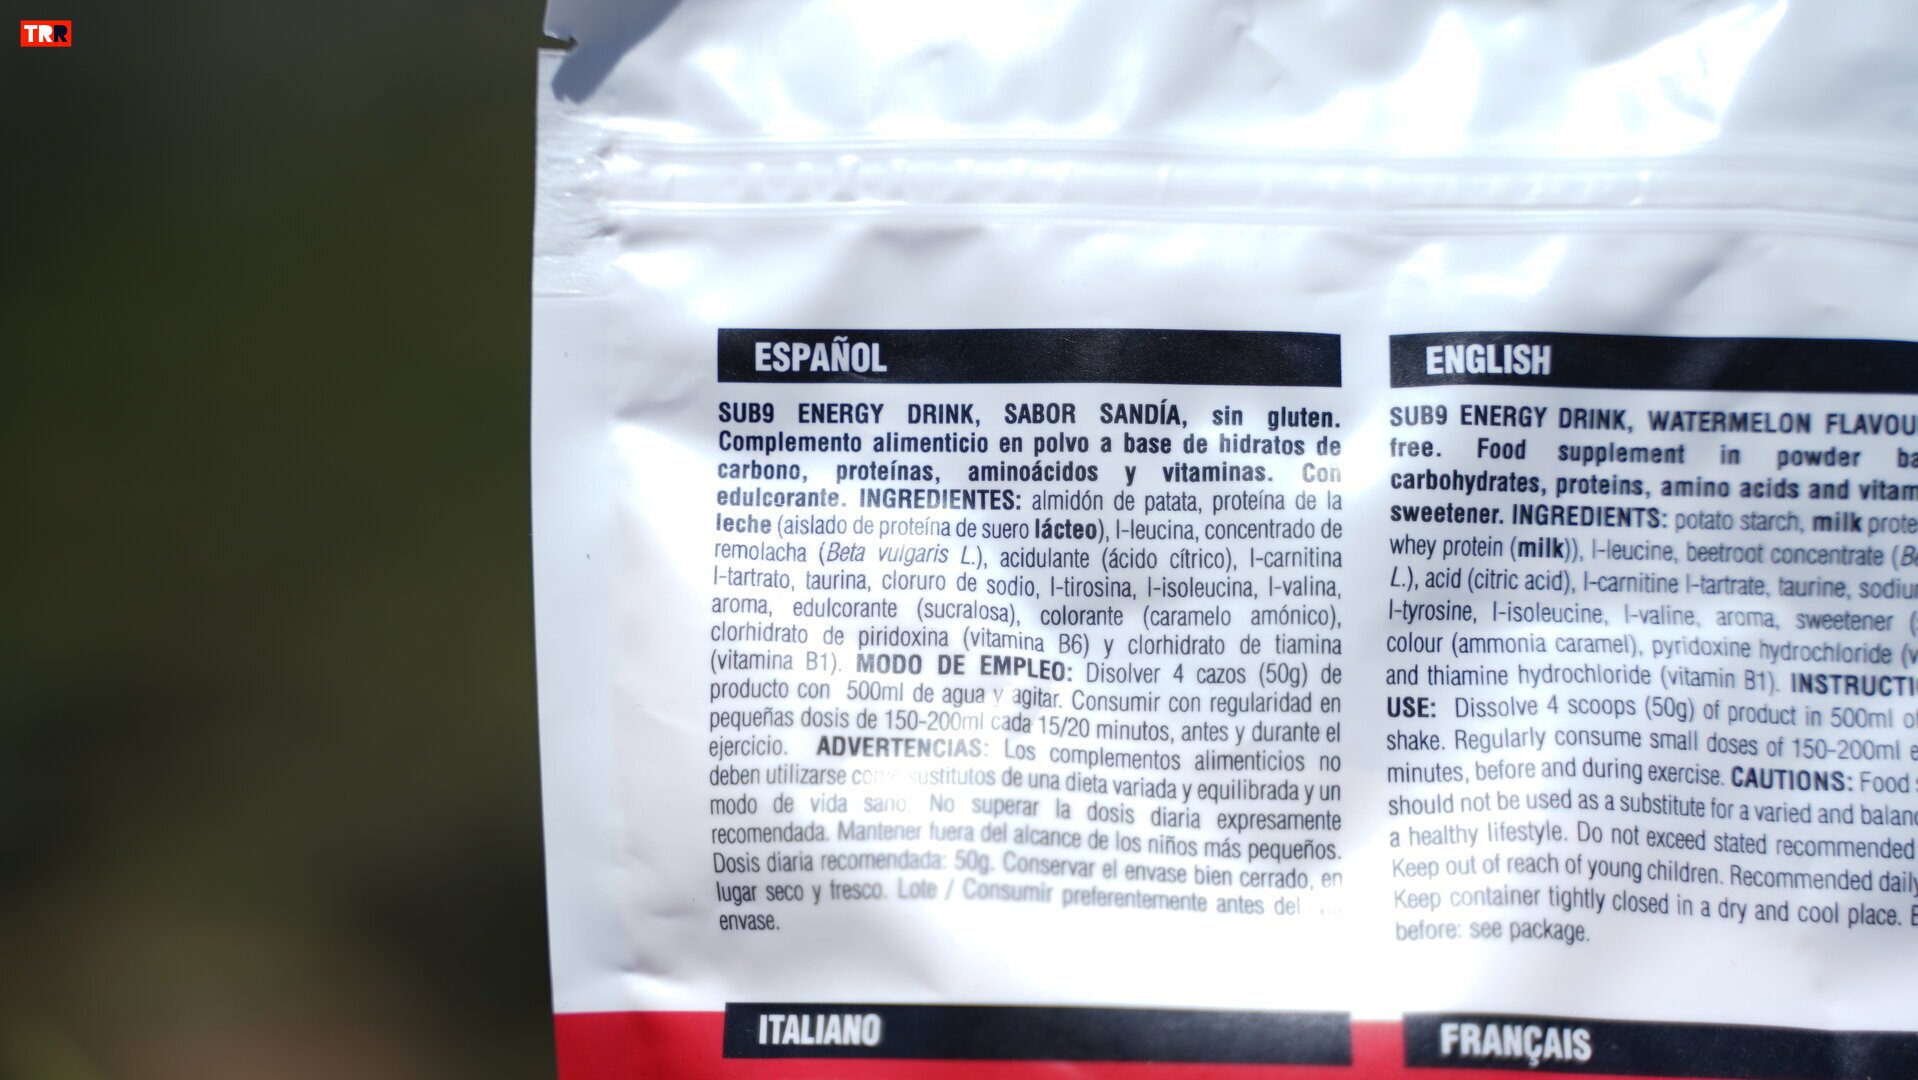 TRR
ESPAÑOL
SUB9 ENERGY DRINK, SABOR SANDÍA, sin gluten.
Complemento alimenticio en polvo a base de hidratos de
carbono, proteínas, aminoácidos y vitaminas. Con
edulcorante. INGREDIENTES: almidón de patata, proteína de la
leche (aislado de proteína de suero lácteo), l-leucina, concentrado de
remolacha (Beta vulgaris L.), acidulante (ácido cítrico), l-carnitina
l-tartrato, taurina, cloruro de sodio, l-tirosina, l-isoleucina, l-valina,
aroma, edulcorante (sucralosa), colorante (caramelo amónico),
clorhidrato de piridoxina (vitamina B6) y clorhidrato de tiamina
(vitamina B1). MODO DE EMPLEO: Disolver 4 cazos (50g) de
producto con 500ml de agua y agitar. Consumir con regularidad en
pequeñas dosis de 150-200ml cada 15/20 minutos, antes y durante el
ejercicio. ADVERTENCIAS: Los complementos alimenticios no
deben utilizarse como sustitutos de una dieta variada y equilibrada y un
modo de vida sano. No superar la dosis diaria expresamente
recomendada. Mantener fuera del alcance de los niños más pequeños.
Dosis diaria recomendada: 50g. Conservar el envase bien cerrado, en
lugar seco y fresco. Lote / Consumir preferentemente antes del
envase.
ENGLISH
SUB9 ENERGY DRINK, WATERMELON FLAVOU
free. Food supplement in powder ba
carbohydrates, proteins, amino acids and vitam
sweetener. INGREDIENTS: potato starch, milk prote
whey protein (milk)), l-leucine, beetroot concentrate (Be
L.), acid (citric acid), l-carnitine l-tartrate, taurine, sodiu
l-tyrosine, l-isoleucine, l-valine, aroma, sweetener (
colour (ammonia caramel), pyridoxine hydrochloride (v
and thiamine hydrochloride (vitamin B1). INSTRUCTI
USE: Dissolve 4 scoops (50g) of product in 500ml o
shake. Regularly consume small doses of 150-200ml e
minutes, before and during exercise. CAUTIONS: Food s
should not be used as a substitute for a varied and balanc
a healthy lifestyle. Do not exceed stated recommended
Keep out of reach of young children. Recommended daily
Keep container tightly closed in a dry and cool place. B
before: see package.
ITALIANO
FRANÇAIS